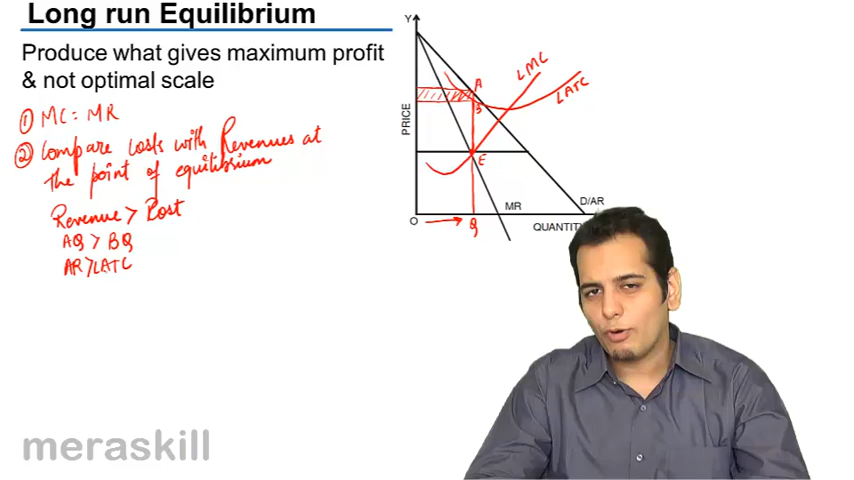 Long run Equilibrium
Produce what gives maximum profit
& not optimal scale
① MC = MR
② Compare costs with Revenues at
the point of equilibrium
Revenue > Cost
AQ > BQ
AR > LATC
Y
PRICE
LMC
LATC
A
B
E
MR
D/AR
O
Q
QUANTITY
meraskill